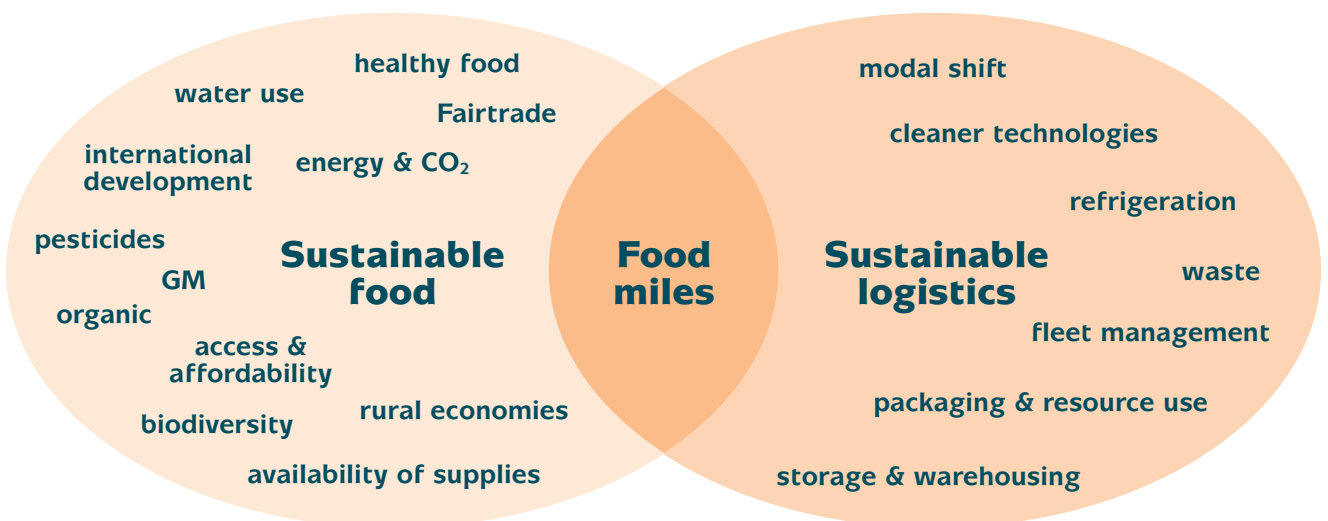 healthy food
water use
Fairtrade
international
development
energy & CO₂
pesticides
GM
organic
Sustainable
food
access &
affordability
biodiversity
rural economies
availability of supplies
Food
miles
modal shift
cleaner technologies
refrigeration
Sustainable
logistics
waste
fleet management
packaging & resource use
storage & warehousing